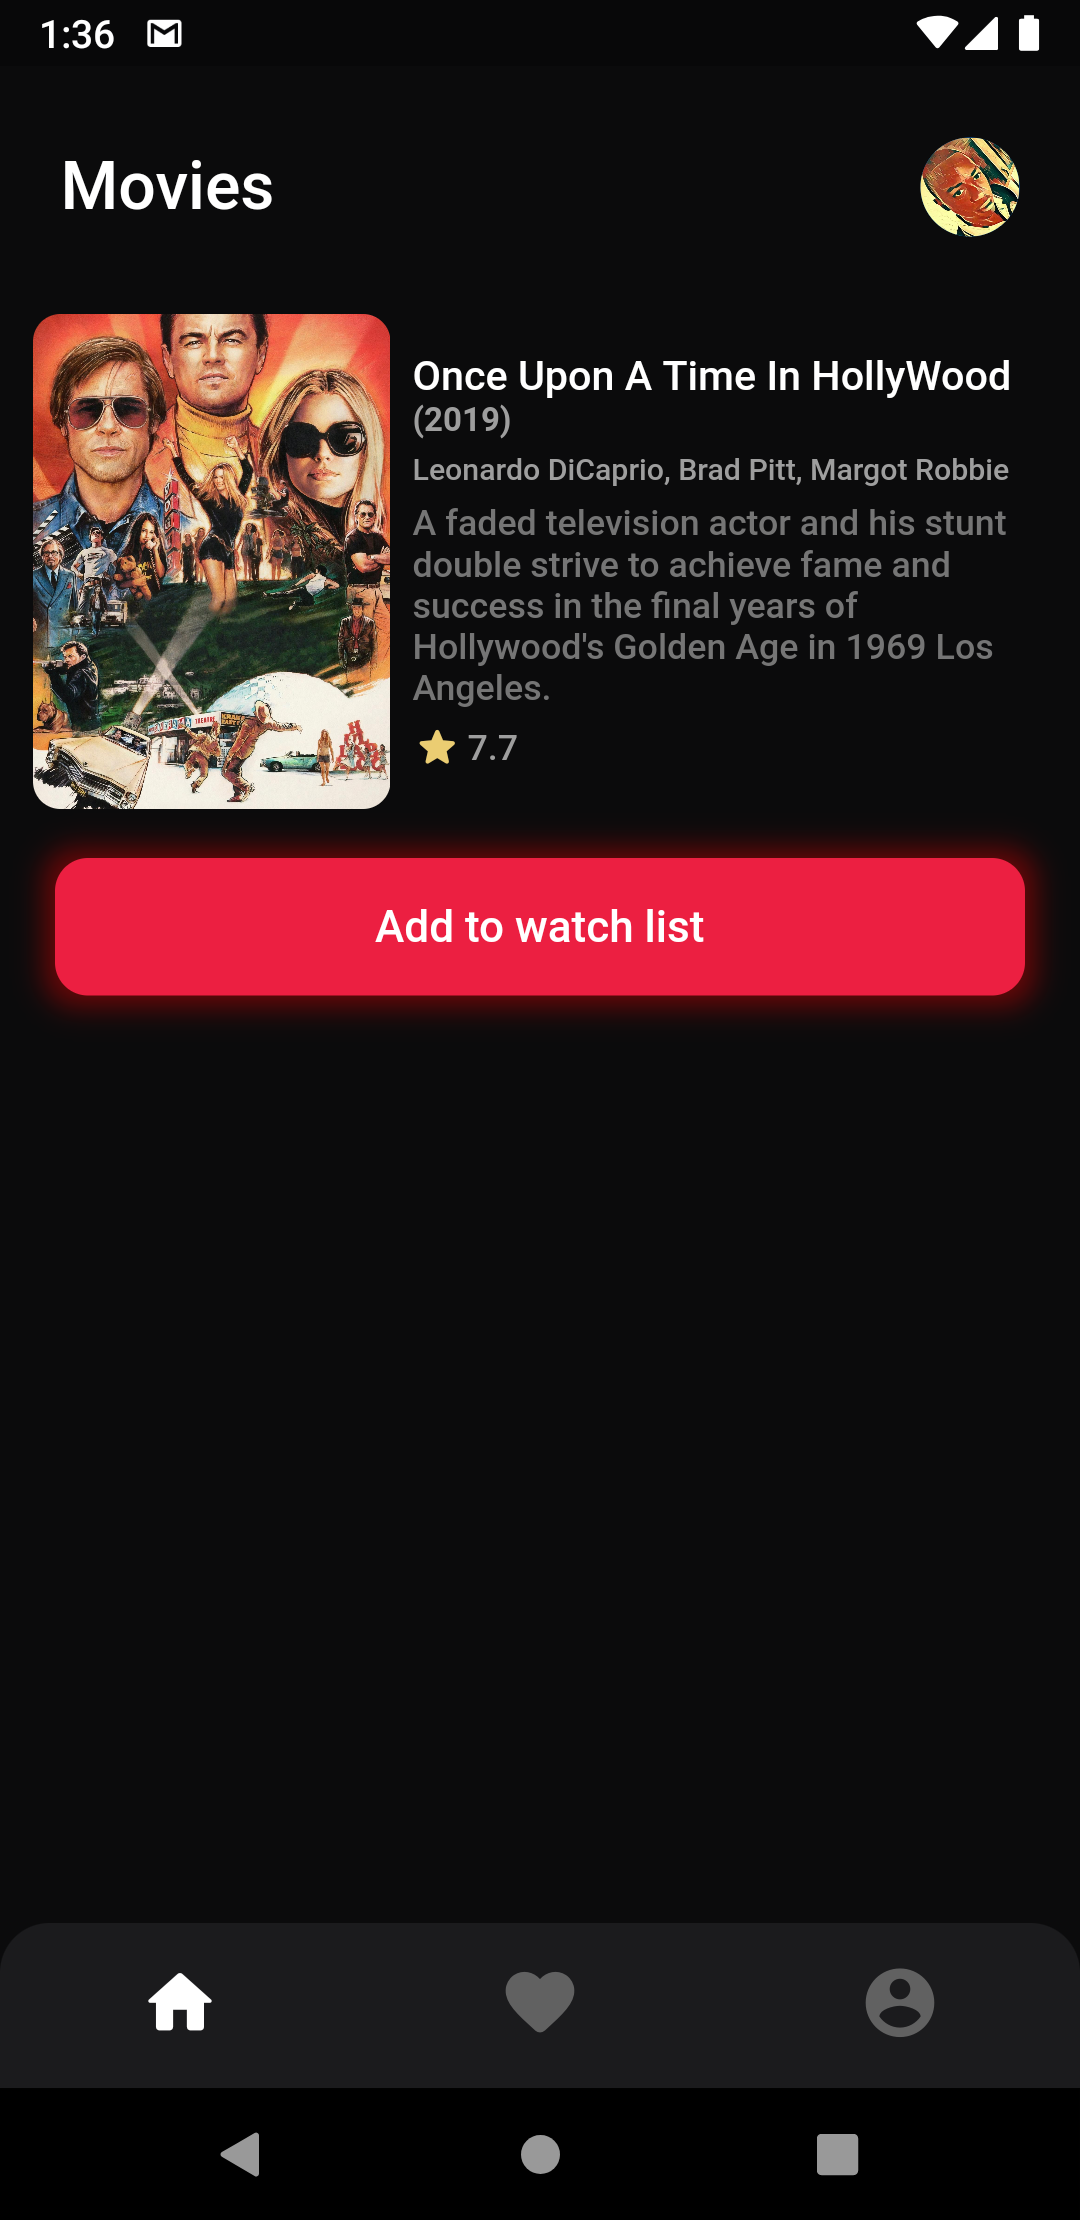 1:36
Movies
Once Upon A Time In HollyWood
(2019)
Leonardo DiCaprio, Brad Pitt, Margot Robbie
A faded television actor and his stunt
double strive to achieve fame and
success in the final years of
Hollywood's Golden Age in 1969 Los
Angeles.
7.7
Add to watch list